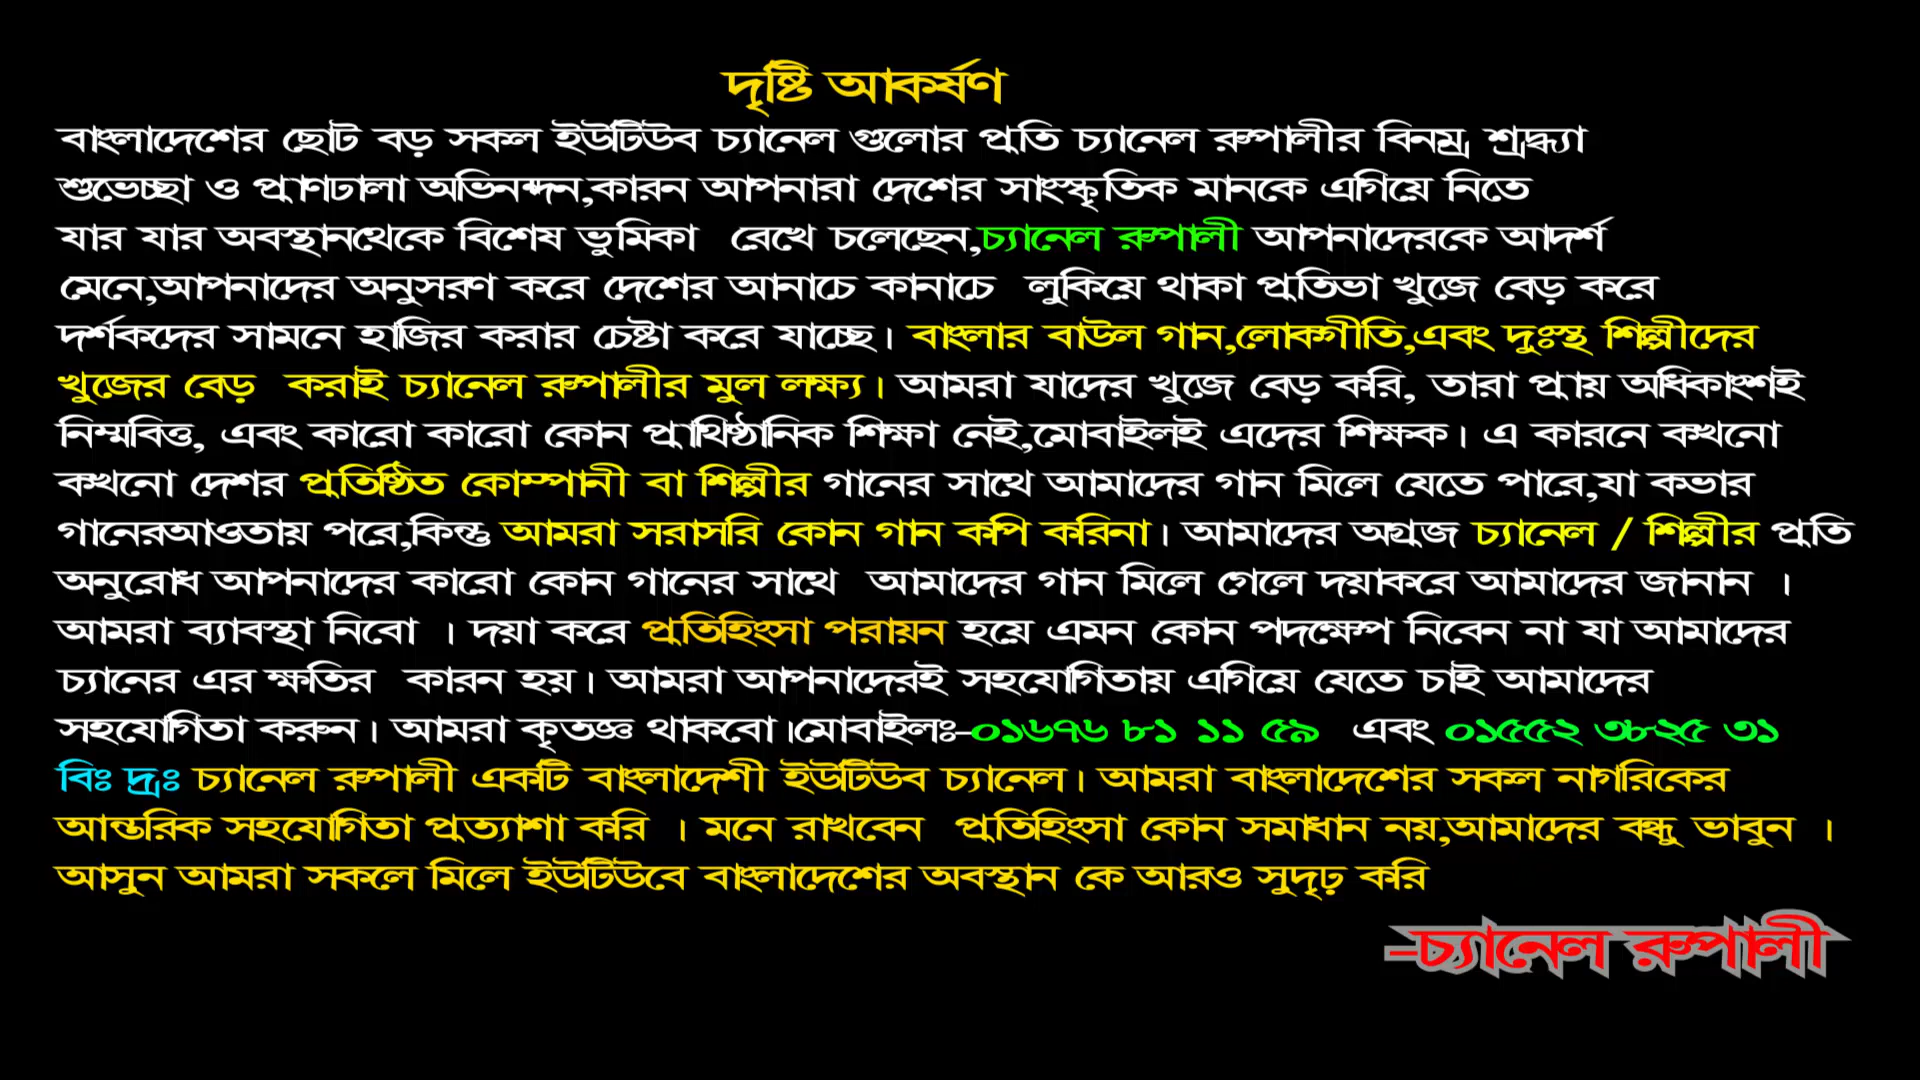 দৃষ্টি আকর্ষণ
বাংলাদেশের ছোট বড় সকল ইউটিউব চ্যানেল গুলোর প্রতি চ্যানেল রুপালীর বিনম্র শ্রদ্ধ্যা
শুভেচ্ছা ও প্রাণঢালা অভিনন্দন,কারন আপনারা দেশের সাংস্কৃতিক মানকে এগিয়ে নিতে
যার যার অবস্থানথেকে বিশেষ ভুমিকা রেখে চলেছেন,চ্যানেল রুপালী আপনাদেরকে আদর্শ
মেনে,আপনাদের অনুসরণ করে দেশের আনাচে কানাচে লুকিয়ে থাকা প্রতিভা খুজে বেড় করে
দর্শকদের সামনে হাজির করার চেষ্টা করে যাচ্ছে। বাংলার বাউল গান,লোকগীতি,এবং দুঃস্থ শিল্পীদের
খুজের বেড় করাই চ্যানেল রুপালীর মুল লক্ষ্য। আমরা যাদের খুজে বেড় করি, তারা প্রায় অধিকাংশই
নিম্মবিত্ত, এবং কারো কারো কোন প্রাথিষ্ঠানিক শিক্ষা নেই,মোবাইলই এদের শিক্ষক। এ কারনে কখনো
কখনো দেশর প্রতিষ্ঠিত কোম্পানী বা শিল্পীর গানের সাথে আমাদের গান মিলে যেতে পারে,যা কভার
গানেরআওতায় পরে,কিন্তু আমরা সরাসরি কোন গান কপি করিনা। আমাদের অগ্রজ চ্যানেল / শিল্পীর প্রতি
অনুরোধ আপনাদের কারো কোন গানের সাথে আমাদের গান মিলে গেলে দয়াকরে আমাদের জানান ।
আমরা ব্যাবস্থা নিবো । দয়া করে প্রতিহিংসা পরায়ন হয়ে এমন কোন পদক্ষেপ নিবেন না যা আমাদের
চ্যানের এর ক্ষতির কারন হয়। আমরা আপনাদেরই সহযোগিতায় এগিয়ে যেতে চাই আমাদের
সহযোগিতা করুন। আমরা কৃতজ্ঞ থাকবো।মোবাইলঃ-০১৬৭৬ ৮১ ১১ ৫৯ এবং ০১৫৫২ ৩৮২৫ ৩১
বিঃ দ্রঃ চ্যানেল রুপালী একটি বাংলাদেশী ইউটিউব চ্যানেল। আমরা বাংলাদেশের সকল নাগরিকের
আন্তরিক সহযোগিতা প্রত্যাশা করি । মনে রাখবেন প্রতিহিংসা কোন সমাধান নয়,আমাদের বন্ধু ভাবুন ।
আসুন আমরা সকলে মিলে ইউটিউবে বাংলাদেশের অবস্থান কে আরও সুদৃঢ় করি
-চ্যানেল রুপালী